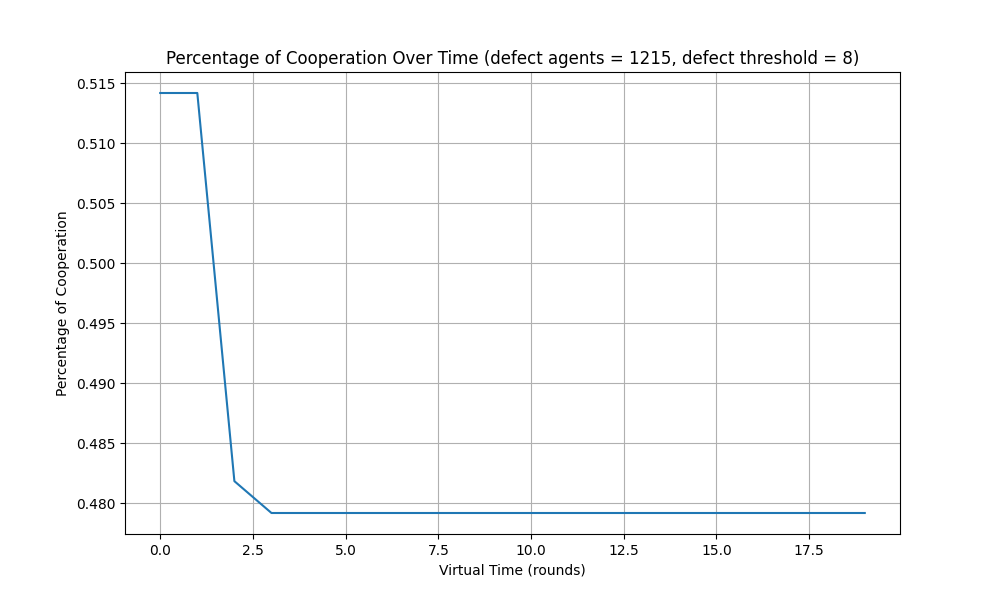 Percentage of Cooperation Over Time (defect agents = 1215, defect threshold = 8)
0.515
0.510
0.505
0.500
0.495
0.490
0.485
0.480
Percentage of Cooperation
0.0 2.5 5.0 7.5 10.0 12.5 15.0 17.5
Virtual Time (rounds)